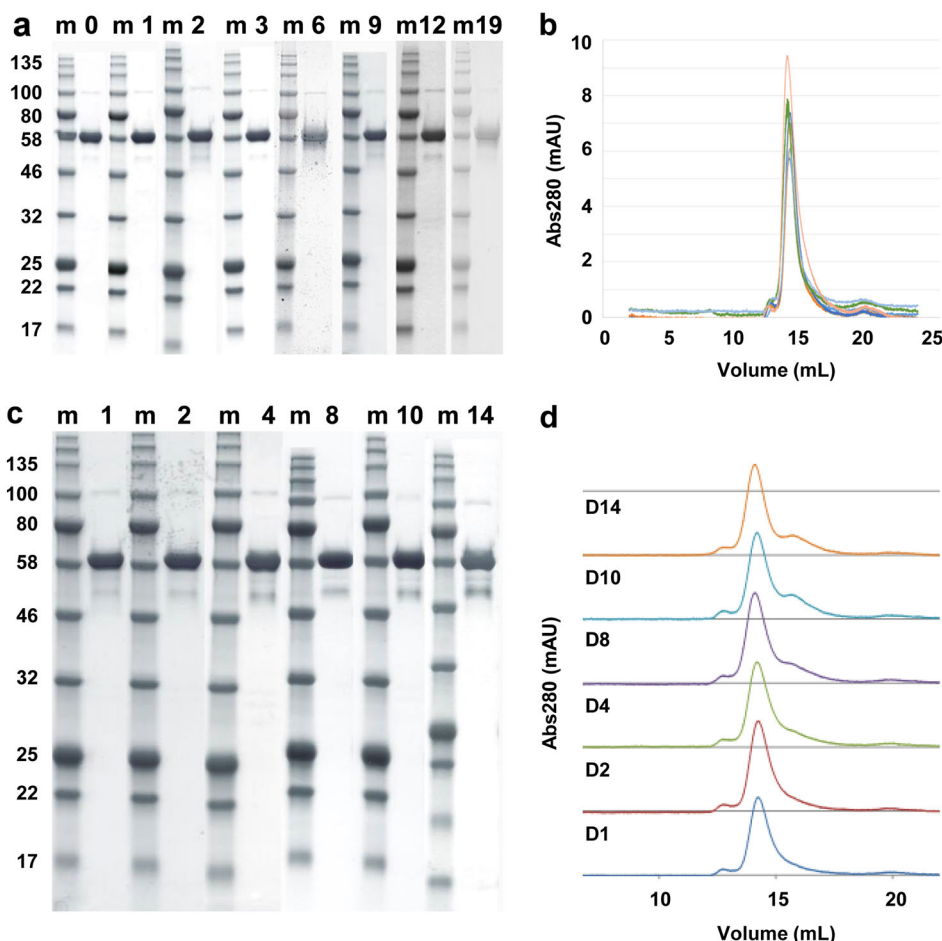 a
m 0 m 1 m 2 m 3 m 6 m 9 m 12 m 19
135
100
80
58
46
32
25
22
17
b
Abs280 (mAU)
10
8
6
4
2
0
0 5 10 15 20 25
Volume (mL)
c
m 1 m 2 m 4 m 8 m 10 m 14
135
100
80
58
46
32
25
22
17
d
Abs280 (mAU)
D14
D10
D8
D4
D2
D1
10 15 20
Volume (mL)